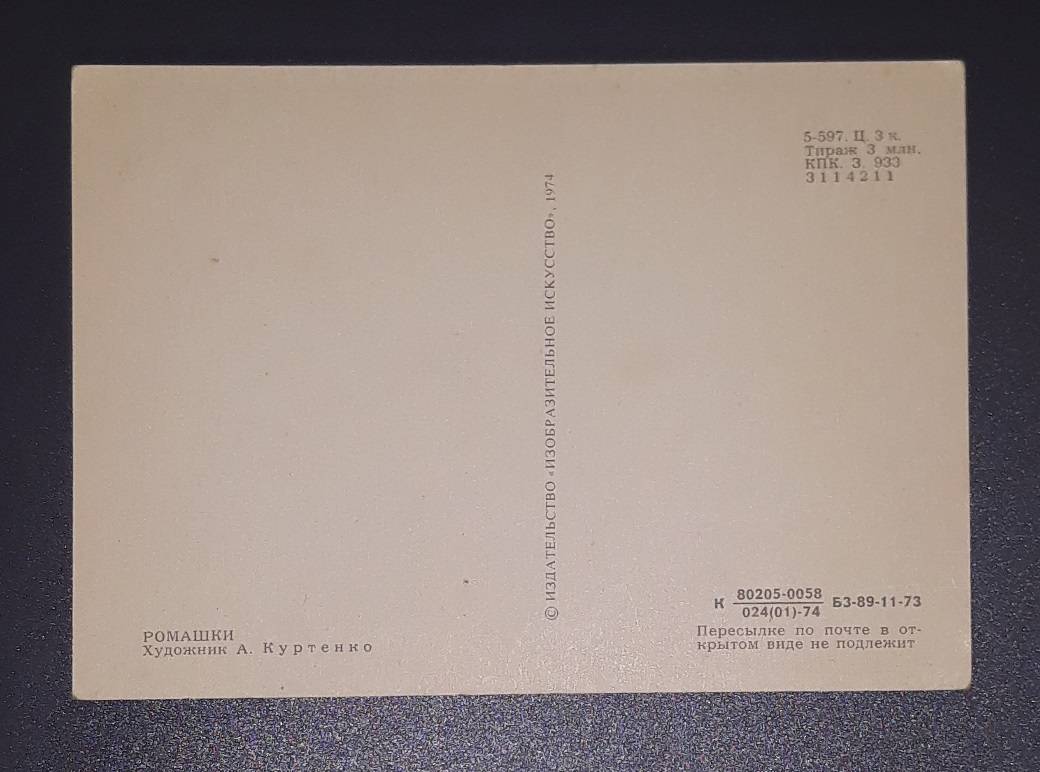 5-597. Ц. 3 к.
Тираж 3 млн.
КПК. З. 933
3114211
© ИЗДАТЕЛЬСТВО «ИЗОБРАЗИТЕЛЬНОЕ ИСКУССТВО», 1974
РОМАШКИ
Художник А. Куртенко
К 80205-0058
024(01)-74 БЗ-89-11-73
Пересылке по почте в от-
крытом виде не подлежит